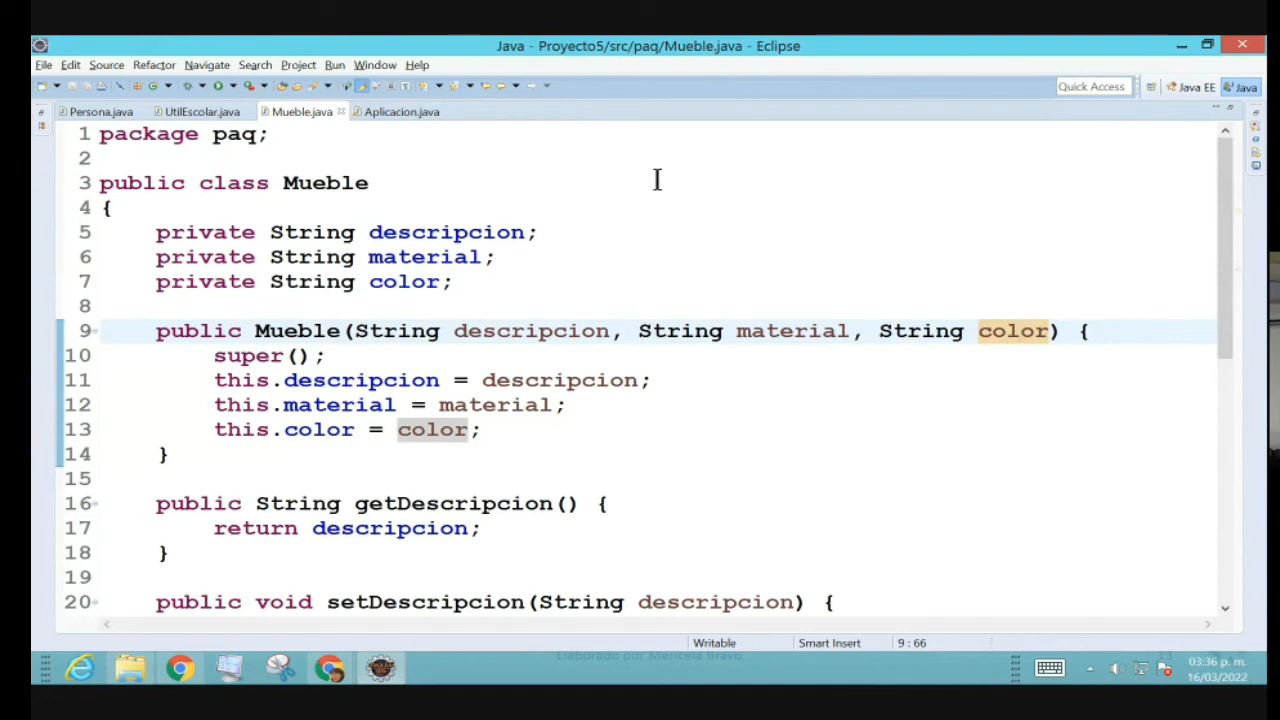 Java - Proyecto5/src/paq/Mueble.java - Eclipse
File Edit Source Refactor Navigate Search Project Run Window Help
Quick Access Java EE Java
Persona.java UtilEscolar.java Mueble.java Aplicacion.java
1 package paq;
2
3 public class Mueble
4 {
5 private String descripcion;
6 private String material;
7 private String color;
8
9 public Mueble(String descripcion, String material, String color) {
10 super();
11 this.descripcion = descripcion;
12 this.material = material;
13 this.color = color;
14 }
15
16 public String getDescripcion() {
17 return descripcion;
18 }
19
20 public void setDescripcion(String descripcion) {
Writable Smart Insert 9 : 66
Elaborado por Maricela Bravo 13
03:36 p. m.
16/03/2022